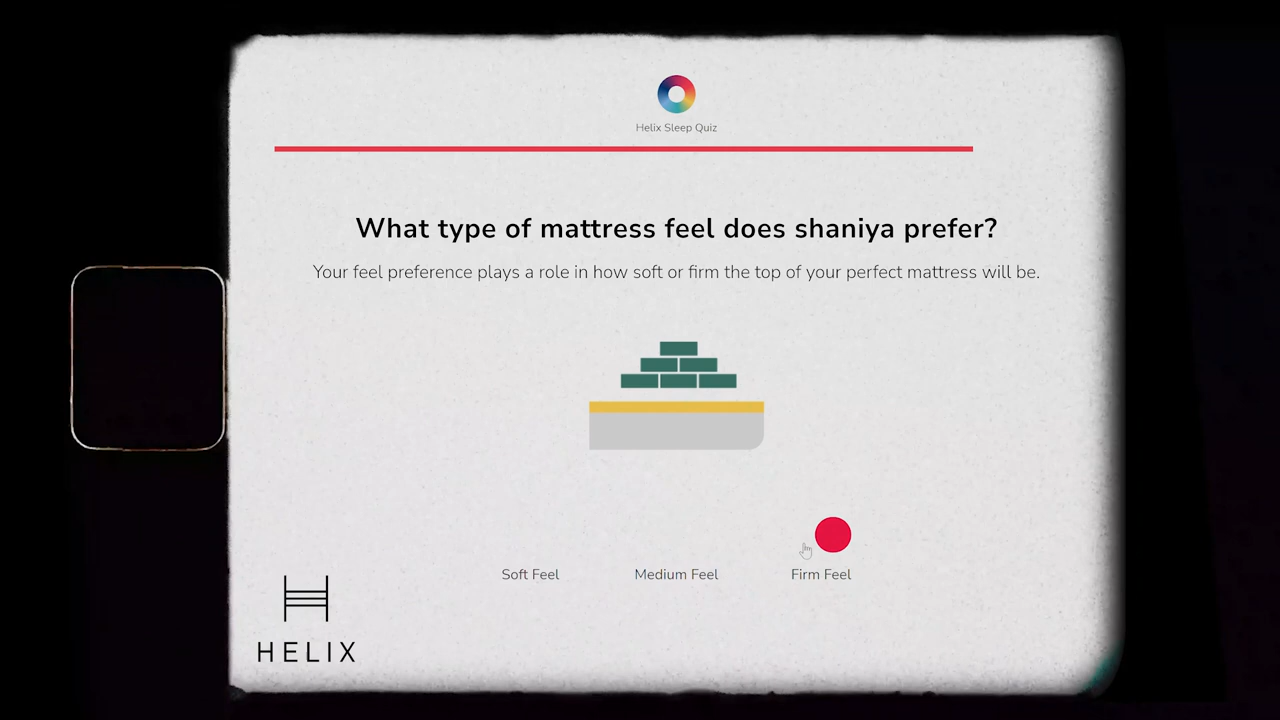 Helix Sleep Quiz
What type of mattress feel does shaniya prefer?
Your feel preference plays a role in how soft or firm the top of your perfect mattress will be.
Soft Feel
Medium Feel
Firm Feel
HELIX